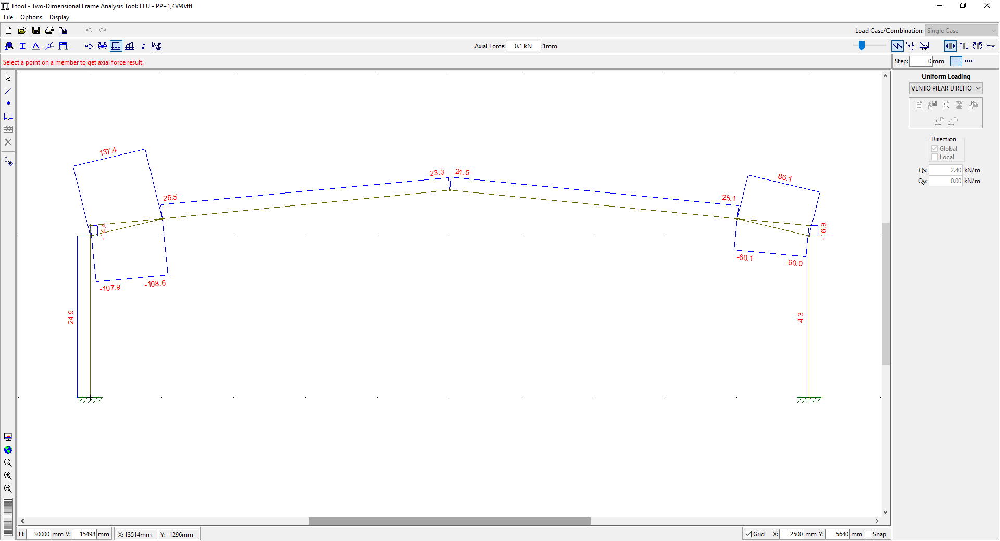 Ftool - Two-Dimensional Frame Analysis Tool: ELU - PP+1,4V90.ftl
File Options Display
Load Case/Combination: Single Case
Load Train
Axial Force: 0.1 kN :1mm
Select a point on a member to get axial force result.
Step: 0 mm
Uniform Loading
VENTO PILAR DIREITO
Direction
Global
Local
Qx: 2.40 kN/m
Qy: 0.00 kN/m
137.4
26.5
23.3
24.5
25.1
86.1
-14.4
-16.9
-107.9
-108.6
-60.1
-60.0
24.9
4.3
H: 30000 mm V: 15498 mm X: 13514mm Y: -1296mm
Grid X: 2500 mm Y: 5640 mm Snap